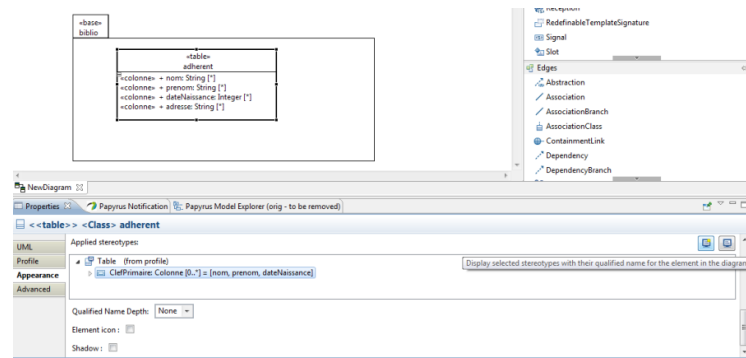 Reception
RedefinableTemplateSignature
Signal
Slot
Edges
Abstraction
Association
AssociationBranch
AssociationClass
ContainmentLink
Dependency
DependencyBranch
«base»
biblio
«table»
adherent
«colonne» + nom: String [*]
«colonne» + prenom: String [*]
«colonne» + dateNaissance: Integer [*]
«colonne» + adresse: String [*]
NewDiagram
Properties Papyrus Notification Papyrus Model Explorer (orig - to be removed)
<<table>> <Class> adherent
UML
Profile
Appearance
Advanced
Applied stereotypes:
Table (from profile)
ClefPrimaire: Colonne [0..*] = [nom, prenom, dateNaissance]
Display selected stereotypes with their qualified name for the element in the diagram
Qualified Name Depth: None
Element icon :
Shadow :